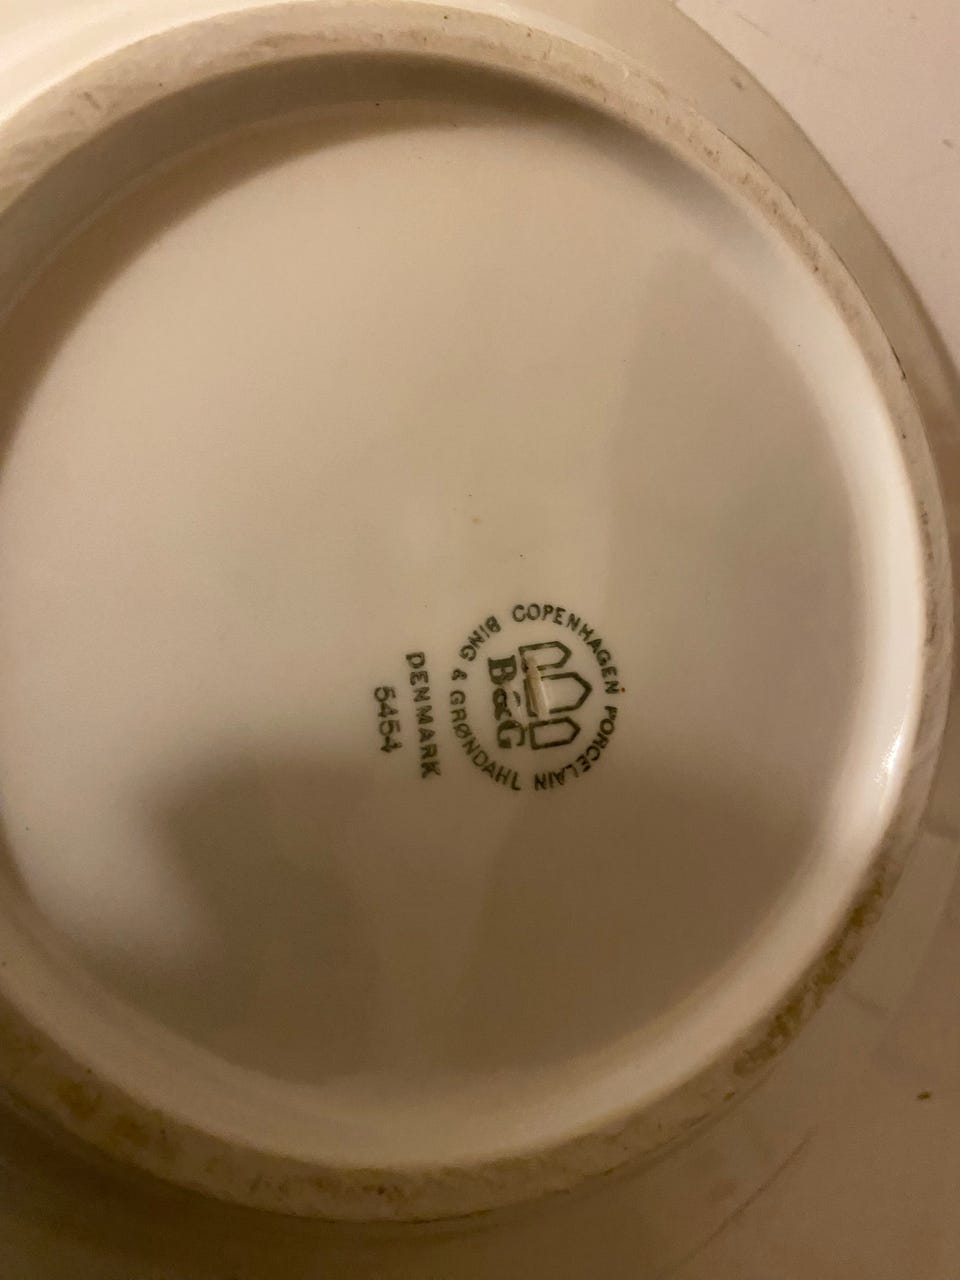 COPENHAGEN PORCELAIN
B&G
BING & GRØNDAHL
DENMARK
5454